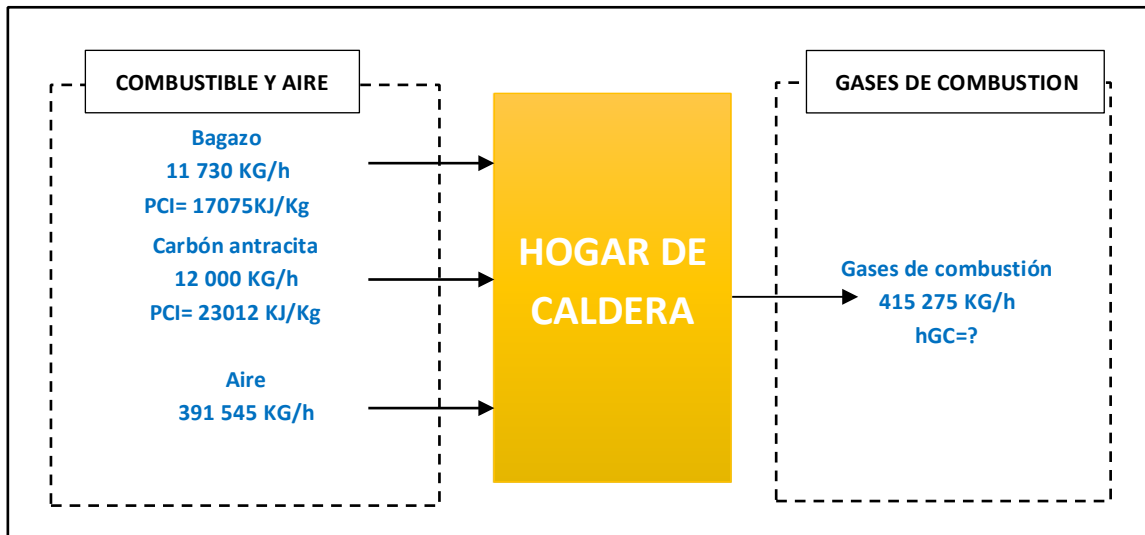 COMBUSTIBLE Y AIRE
Bagazo
11 730 KG/h
PCI= 17075KJ/Kg
Carbón antracita
12 000 KG/h
PCI= 23012 KJ/Kg
Aire
391 545 KG/h
HOGAR DE
CALDERA
GASES DE COMBUSTION
Gases de combustión
415 275 KG/h
hGC=?